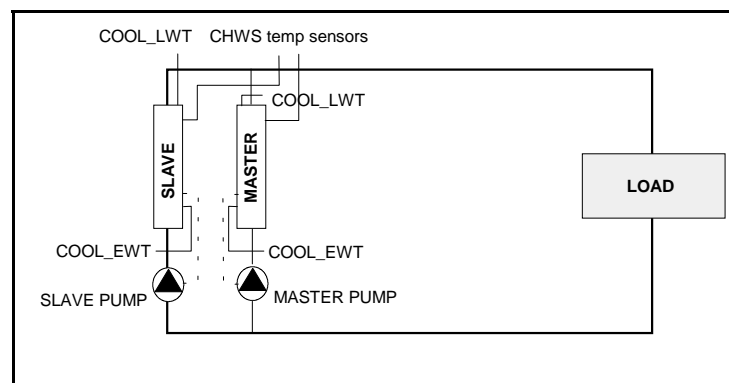 COOL_LWT
CHWS temp sensors
COOL_LWT
SLAVE
MASTER
LOAD
COOL_EWT
COOL_EWT
SLAVE PUMP
MASTER PUMP